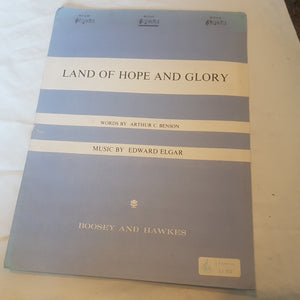 LAND OF HOPE AND GLORY
WORDS BY ARTHUR C. BENSON
MUSIC BY EDWARD ELGAR
BOOSEY AND HAWKES